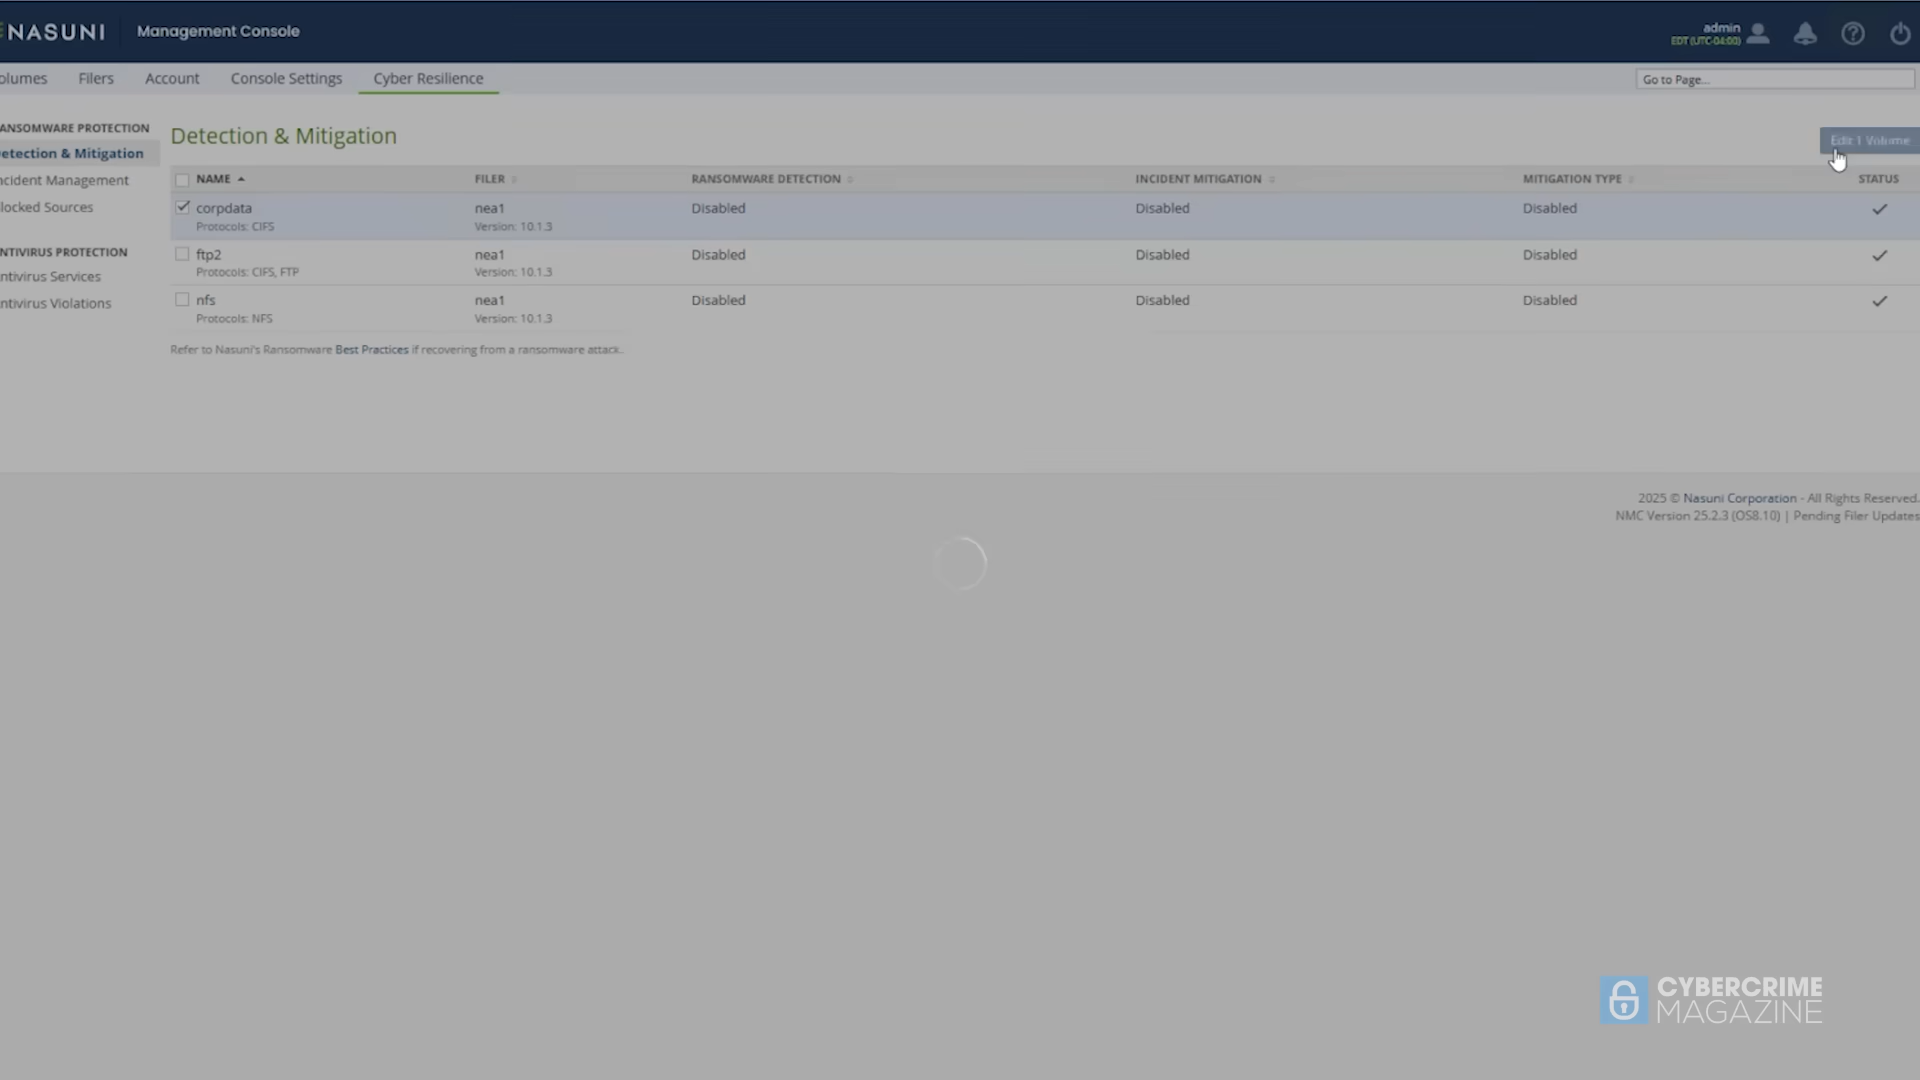 NASUNI Management Console
admin
EDT (UTC-04:00)
olumes Filers Account Console Settings Cyber Resilience
Go to Page...
ANSOMWARE PROTECTION
etection & Mitigation
ncident Management
locked Sources
NTIVIRUS PROTECTION
ntivirus Services
ntivirus Violations
Detection & Mitigation
Edit 1 Volume
NAME FILER RANSOMWARE DETECTION INCIDENT MITIGATION MITIGATION TYPE STATUS
corpdata nea1 Disabled Disabled Disabled
Protocols: CIFS Version: 10.1.3
ftp2 nea1 Disabled Disabled Disabled
Protocols: CIFS, FTP Version: 10.1.3
nfs nea1 Disabled Disabled Disabled
Protocols: NFS Version: 10.1.3
Refer to Nasuni's Ransomware Best Practices if recovering from a ransomware attack.
2025 © Nasuni Corporation - All Rights Reserved.
NMC Version 25.2.3 (OS8.10) | Pending Filer Updates
CYBERCRIME
MAGAZINE